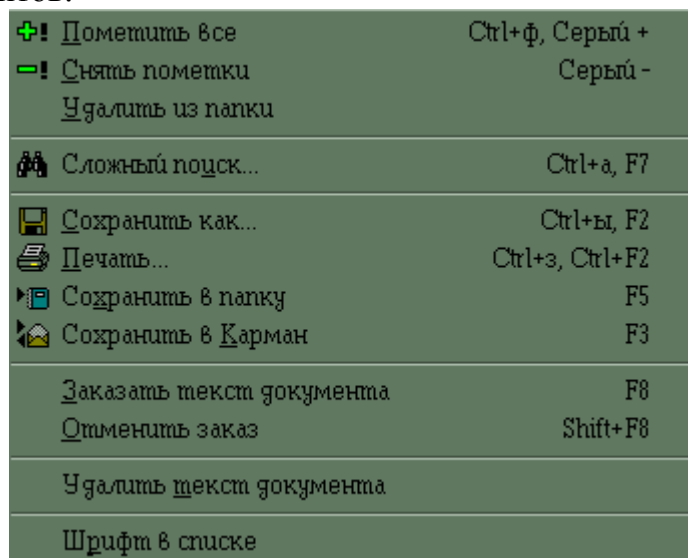 Пометить все Ctrl+ф, Серый +
Снять пометки Серый -
Удалить из папки
Сложный поиск... Ctrl+а, F7
Сохранить как... Ctrl+ы, F2
Печать... Ctrl+з, Ctrl+F2
Сохранить в папку F5
Сохранить в Карман F3
Заказать текст документа F8
Отменить заказ Shift+F8
Удалить текст документа
Шрифт в списке